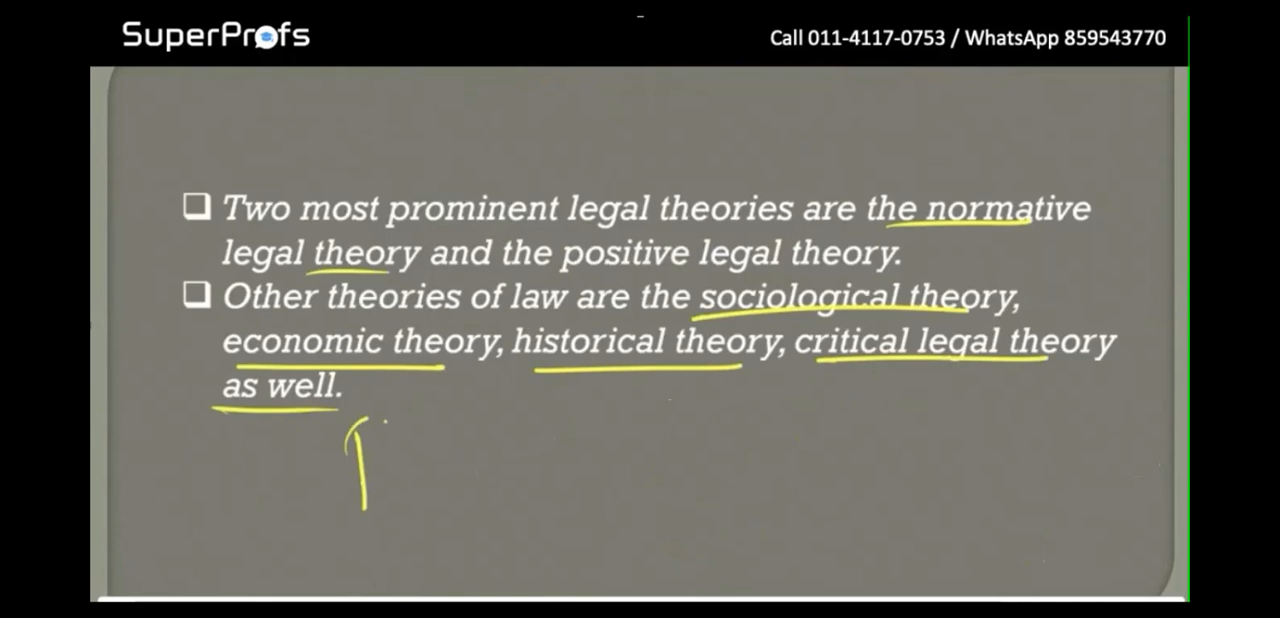 SuperProfs
Call 011-4117-0753 / WhatsApp 859543770
Two most prominent legal theories are the normative
legal theory and the positive legal theory.
Other theories of law are the sociological theory,
economic theory, historical theory, critical legal theory
as well.